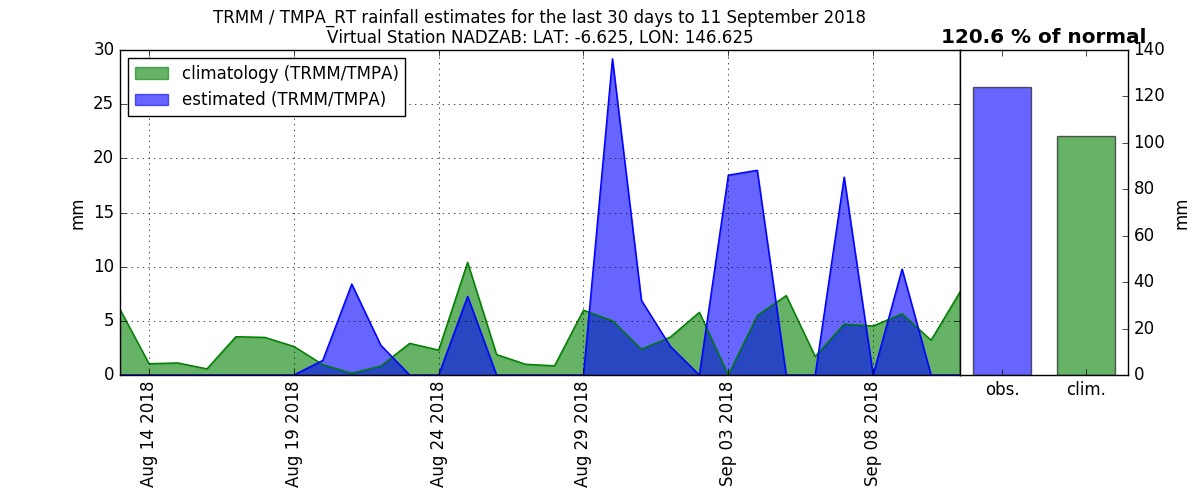 TRMM / TMPA_RT rainfall estimates for the last 30 days to 11 September 2018
Virtual Station NADZAB: LAT: -6.625, LON: 146.625
120.6 % of normal
climatology (TRMM/TMPA)
estimated (TRMM/TMPA)
30
25
20
15
10
5
0
mm
Aug 14 2018
Aug 19 2018
Aug 24 2018
Aug 29 2018
Sep 03 2018
Sep 08 2018
140
120
100
80
60
40
20
0
mm
obs.
clim.